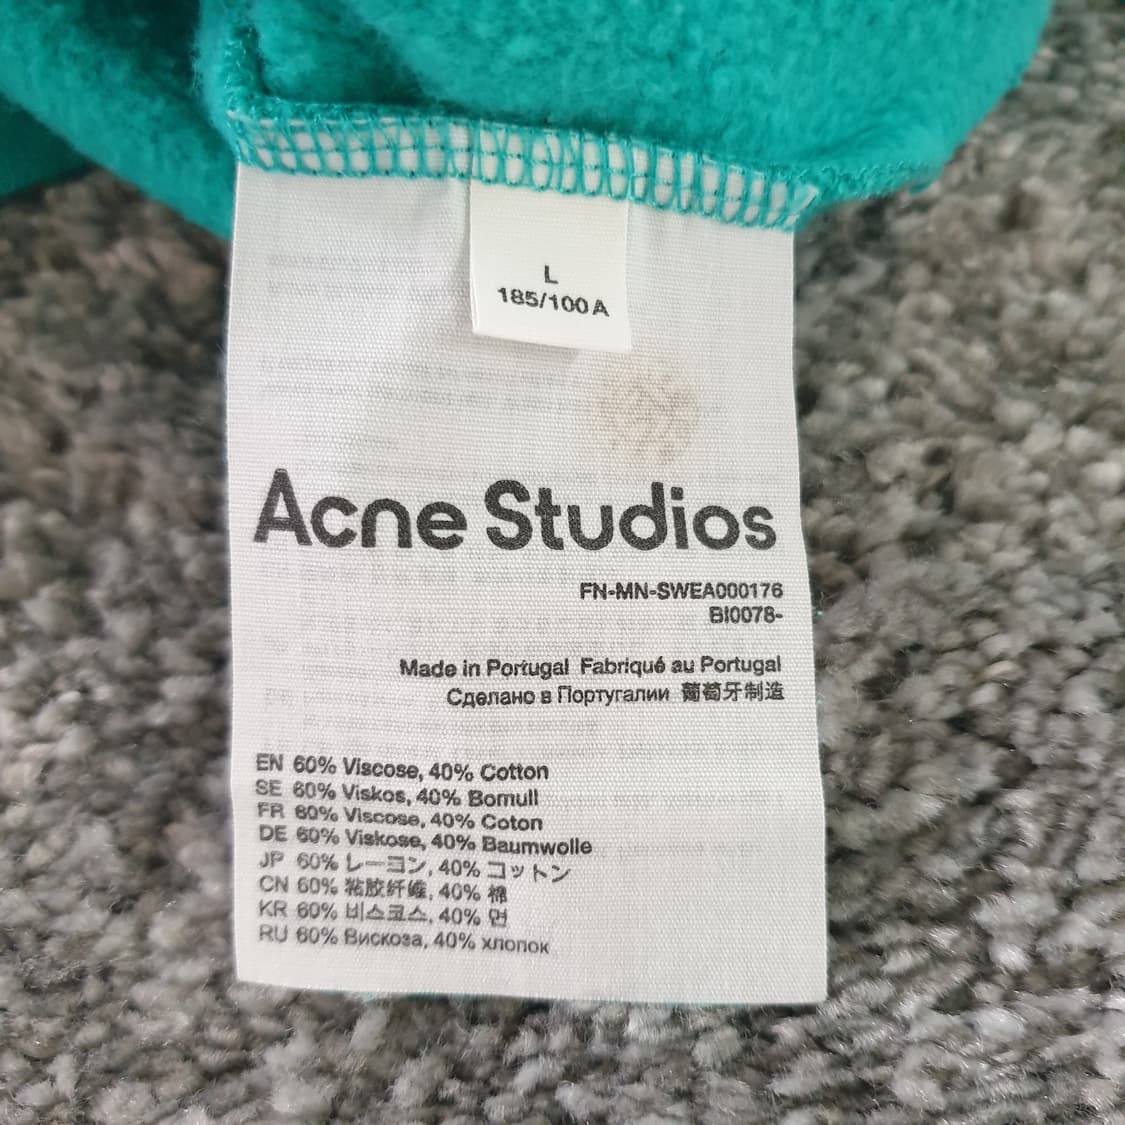 L
185/100A
Acne Studios
FN-MN-SWEA000176
BI0078-
Made in Portugal Fabriqué au Portugal
Сделано в Португалии 葡萄牙制造
EN 60% Viscose, 40% Cotton
SE 60% Viskos, 40% Bomull
FR 60% Viscose, 40% Coton
DE 60% Viskose, 40% Baumwolle
JP 60% レーヨン, 40% コットン
CN 60% 粘胶纤维, 40% 棉
KR 60% 비스코스, 40% 면
RU 60% Вискоза, 40% хлопок